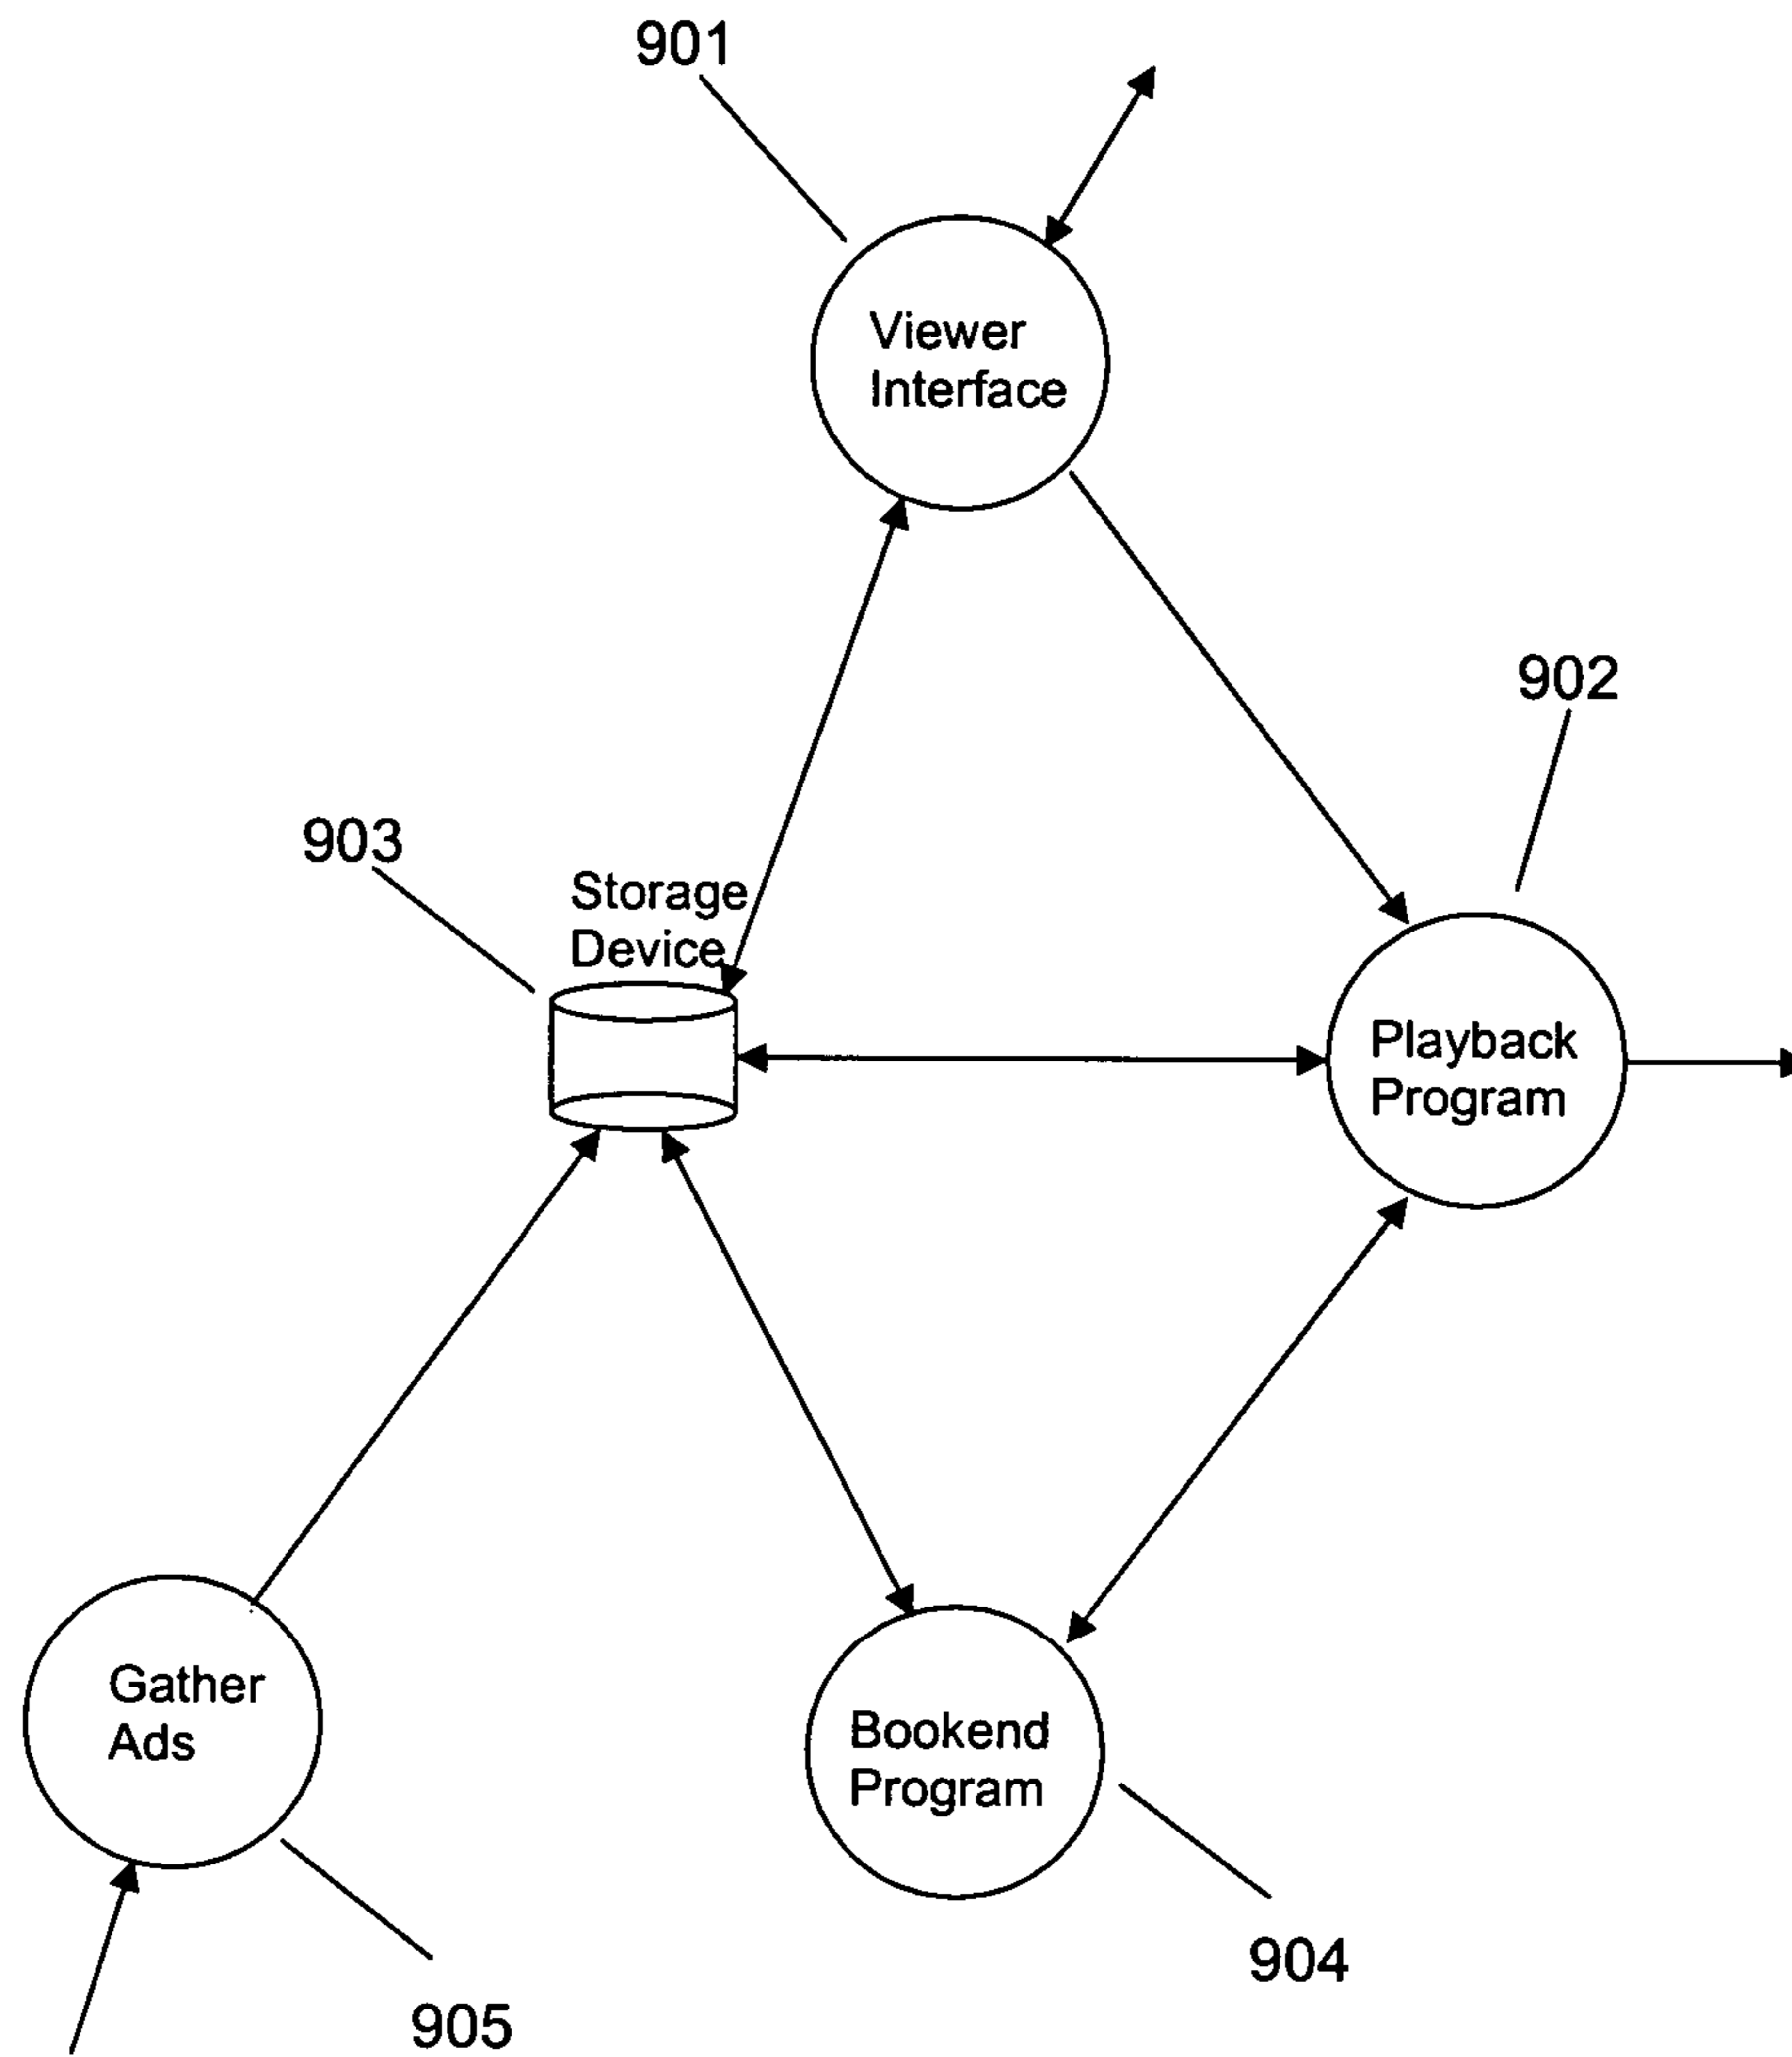 901
Viewer
Interface
902
903
Storage
Device
Playback
Program
Gather
Ads
Bookend
Program
904
905